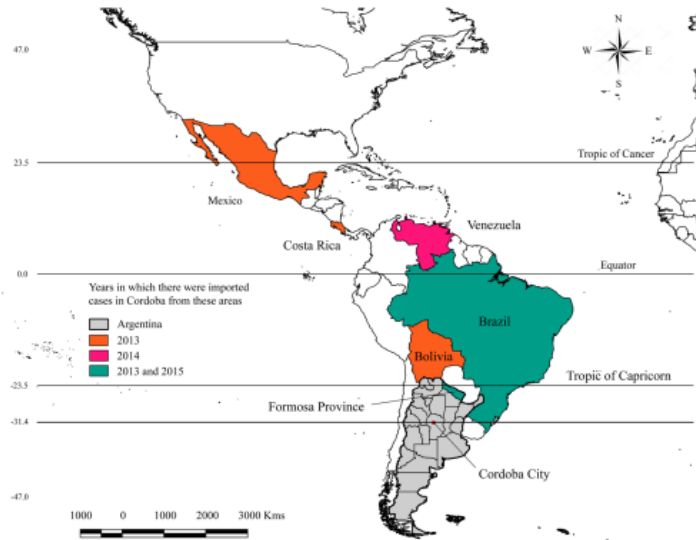 N
W E
S
47.0
Tropic of Cancer
23.5
Mexico
Venezuela
Costa Rica
Equator
0.0
Years in which there were imported
cases in Cordoba from these areas
Argentina
2013
2014
2013 and 2015
Brazil
Bolivia
Tropic of Capricorn
-23.5
Formosa Province
-31.4
Cordoba City
-47.0
1000 0 1000 2000 3000 Kms